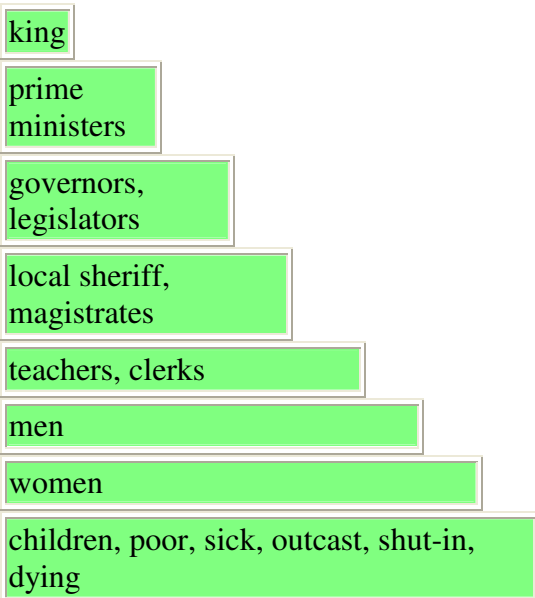 king
prime
ministers
governors,
legislators
local sheriff,
magistrates
teachers, clerks
men
women
children, poor, sick, outcast, shut-in,
dying